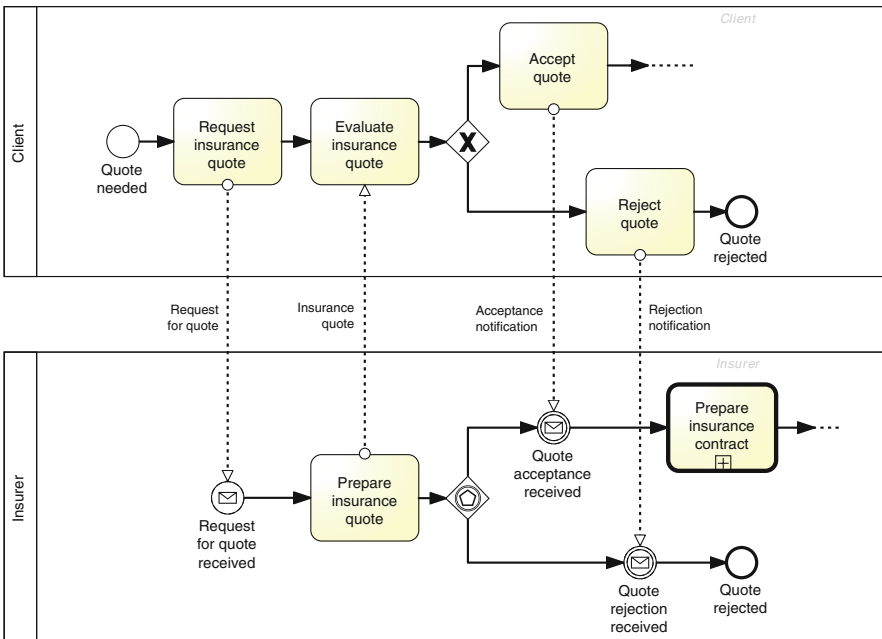 Client
Client
Accept
quote
Request
insurance
quote
Evaluate
insurance
quote
X
Quote
needed
Reject
quote
Quote
rejected
Request
for quote
Insurance
quote
Acceptance
notification
Rejection
notification
Insurer
Insurer
Prepare
insurance
contract
Quote
acceptance
received
Prepare
insurance
quote
Request
for quote
received
Quote
rejection
received
Quote
rejected